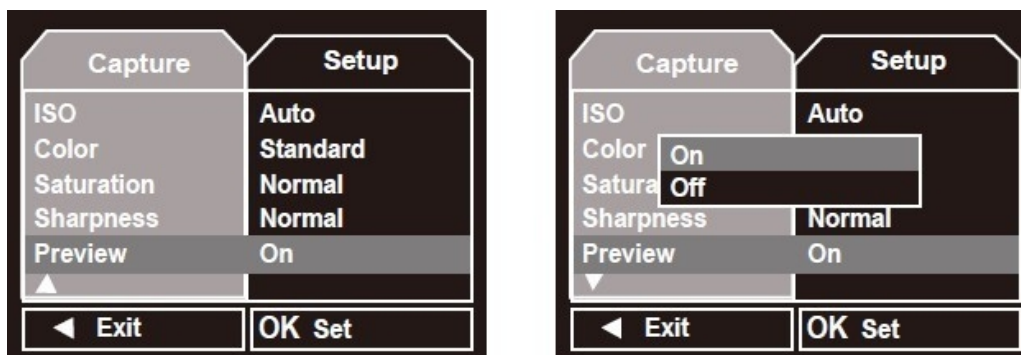 Capture Setup
ISO Auto
Color Standard
Saturation Normal
Sharpness Normal
Preview On
Exit OK Set
Capture Setup
ISO Auto
Color On
Satura Off
Sharpness Normal
Preview On
Exit OK Set